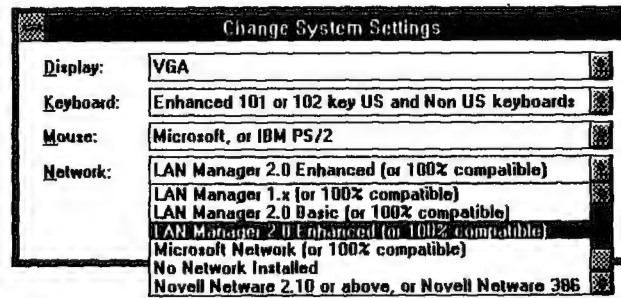 Change System Settings
Display: VGA
Keyboard: Enhanced 101 or 102 key US and Non US keyboards
Mouse: Microsoft, or IBM PS/2
Network: LAN Manager 2.0 Enhanced (or 100% compatible)
LAN Manager 1.x (or 100% compatible)
LAN Manager 2.0 Basic (or 100% compatible)
LAN Manager 2.0 Enhanced (or 100% compatible)
Microsoft Network (or 100% compatible)
No Network Installed
Novell Netware 2.10 or above, or Novell Netware 386